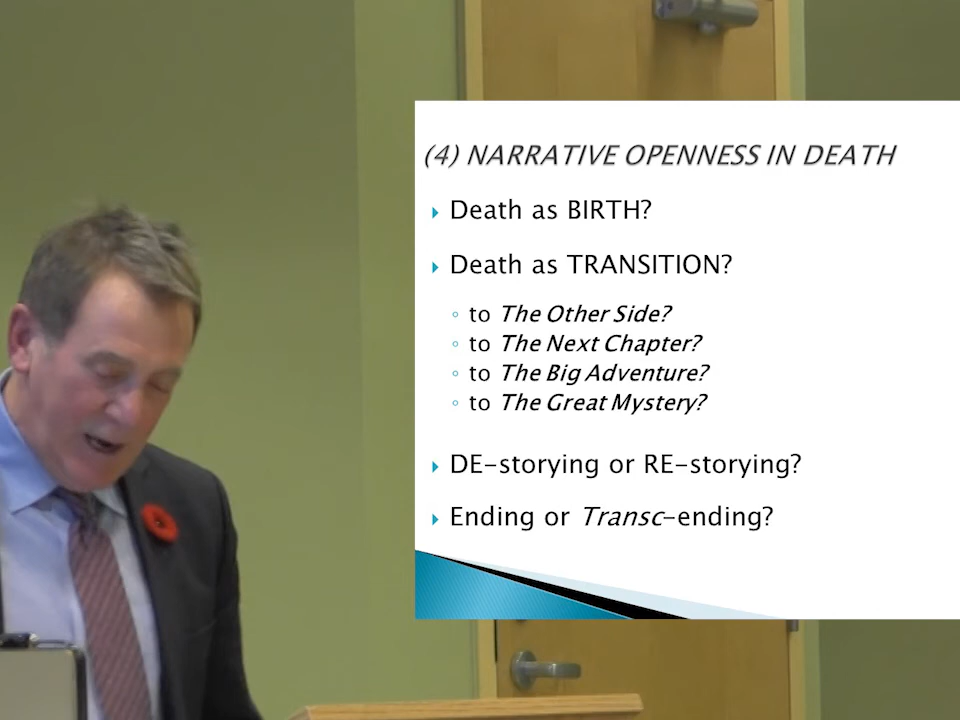 (4) NARRATIVE OPENNESS IN DEATH
Death as BIRTH?
Death as TRANSITION?
to The Other Side?
to The Next Chapter?
to The Big Adventure?
to The Great Mystery?
DE-storying or RE-storying?
Ending or Transc-ending?